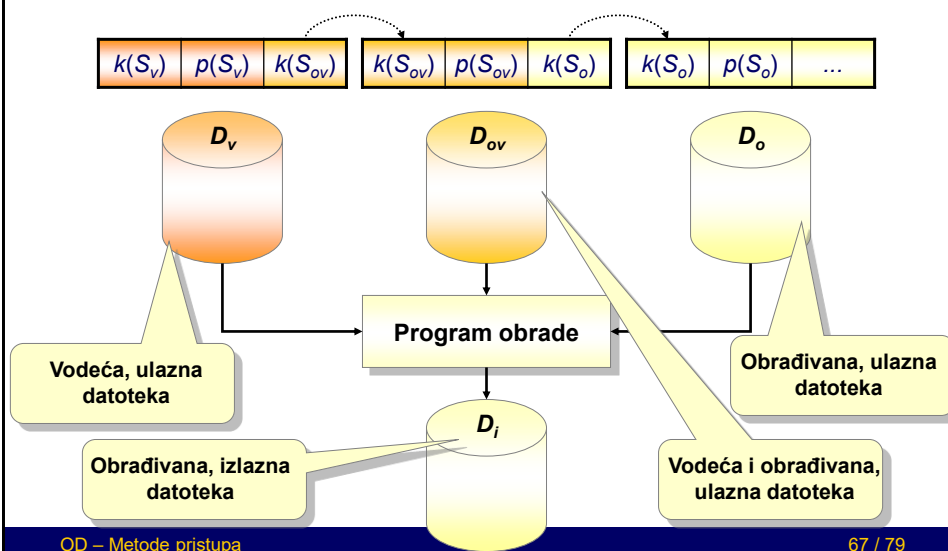 k(Sv) p(Sv) k(Sov) k(Sov) p(Sov) k(So) k(So) p(So) ...
Dv Dov Do
Program obrade
Vodeća, ulazna
datoteka
Obrađivana, ulazna
datoteka
Di
Obrađivana, izlazna
datoteka
Vodeća i obrađivana,
ulazna datoteka
OD – Metode pristupa 67 / 79